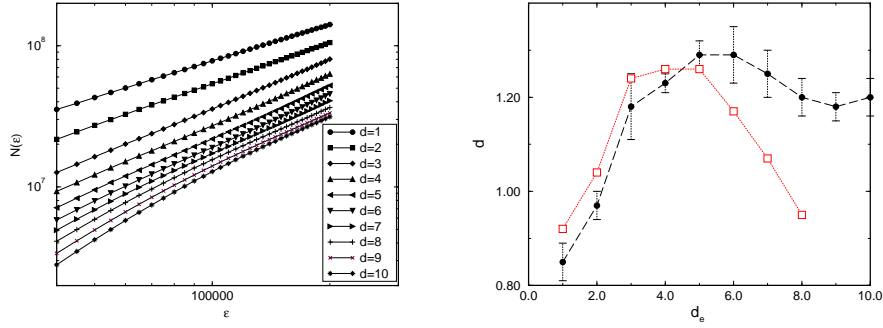 10^8
10^7
N(ε)
100000
ε
d=1
d=2
d=3
d=4
d=5
d=6
d=7
d=8
d=9
d=10
1.20
1.00
0.80
d
0.0 2.0 4.0 6.0 8.0 10.0
d_e